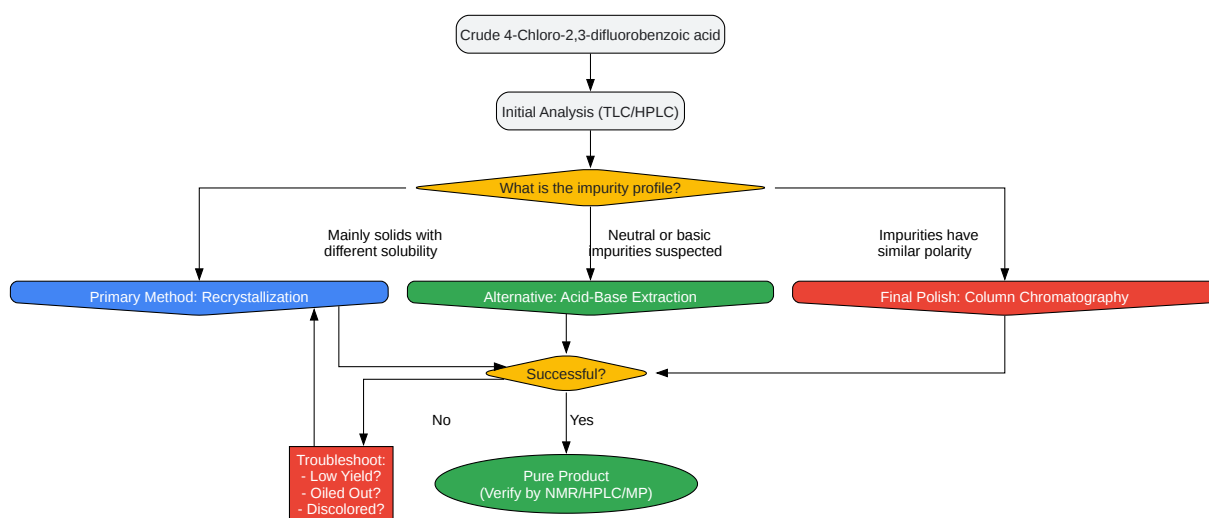 Crude 4-Chloro-2,3-difluorobenzoic acid
Initial Analysis (TLC/HPLC)
What is the impurity profile?
Mainly solids with
different solubility
Neutral or basic
impurities suspected
Impurities have
similar polarity
Primary Method: Recrystallization
Alternative: Acid-Base Extraction
Final Polish: Column Chromatography
Successful?
No
Yes
Troubleshoot:
- Low Yield?
- Oiled Out?
- Discolored?
Pure Product
(Verify by NMR/HPLC/MP)